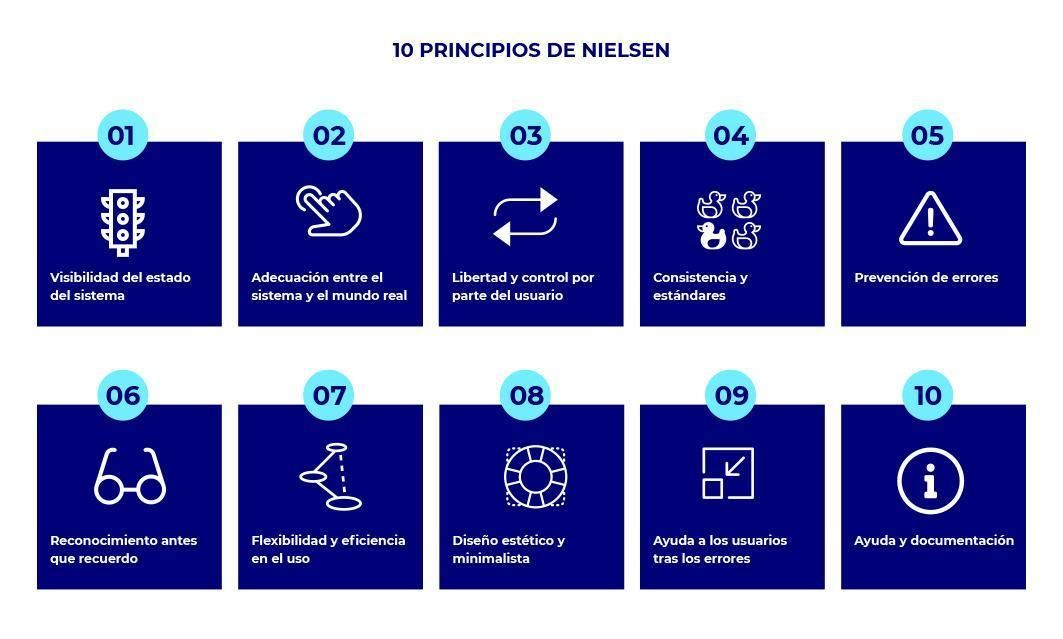 10 PRINCIPIOS DE NIELSEN
01
Visibilidad del estado
del sistema
02
Adecuación entre el
sistema y el mundo real
03
Libertad y control por
parte del usuario
04
Consistencia y
estándares
05
Prevención de errores
06
Reconocimiento antes
que recuerdo
07
Flexibilidad y eficiencia
en el uso
08
Diseño estético y
minimalista
09
Ayuda a los usuarios
tras los errores
10
Ayuda y documentación